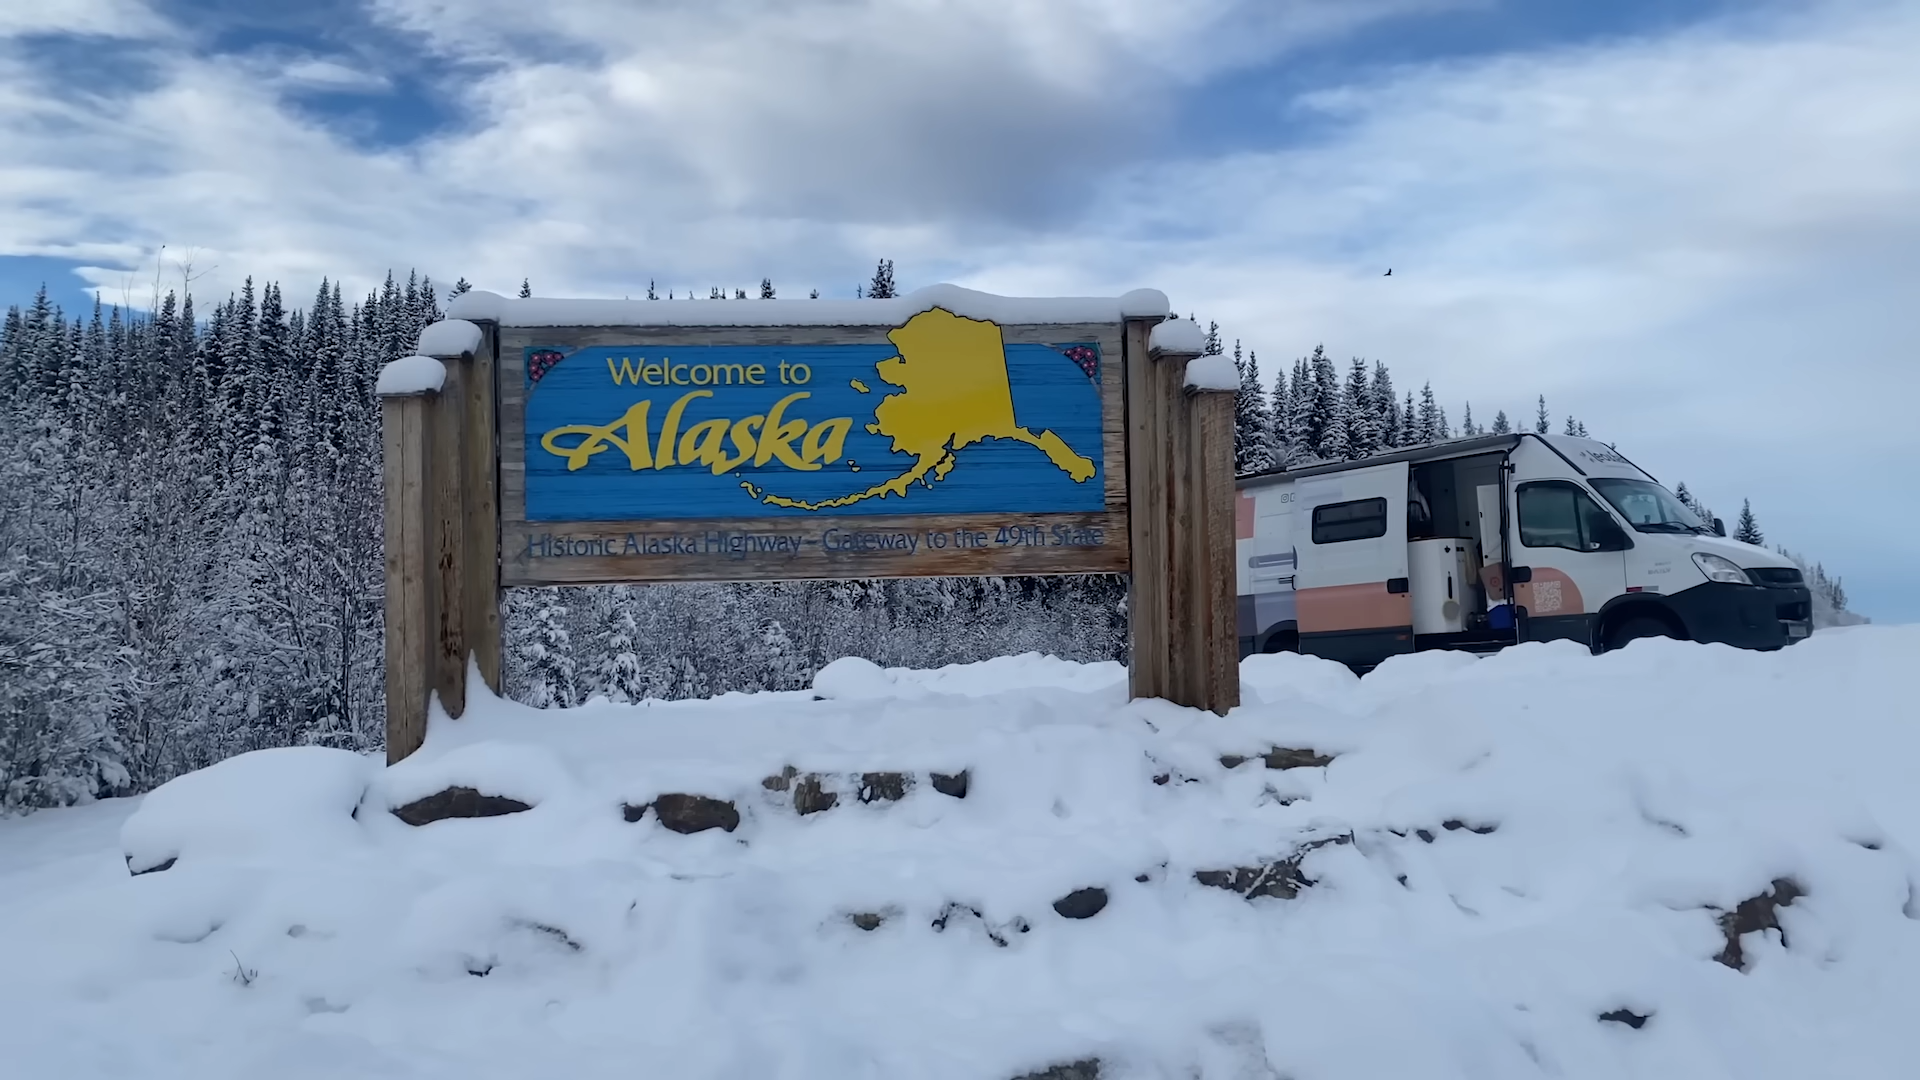 Welcome to
Alaska
Historic Alaska Highway - Gateway to the 49th State